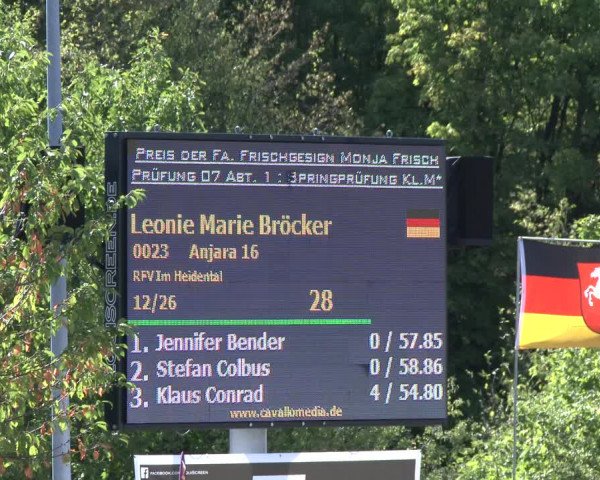 Preis der Fa. Frischgesign Monja Frisch
Prüfung 07 Abt. 1 : Springprüfung Kl.M*
Leonie Marie Bröcker
0023 Anjara 16
RFV Im Heidental
12/26 28
1. Jennifer Bender 0 / 57.85
2. Stefan Colbus 0 / 58.86
3. Klaus Conrad 4 / 54.80
www.cavallomedia.de